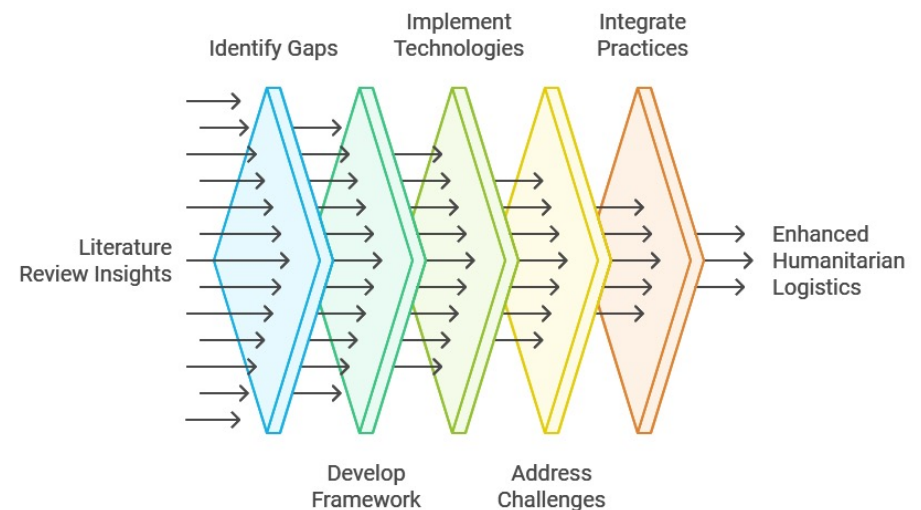 Identify Gaps
Implement
Technologies
Integrate
Practices
Literature
Review Insights
Enhanced
Humanitarian
Logistics
Develop
Framework
Address
Challenges